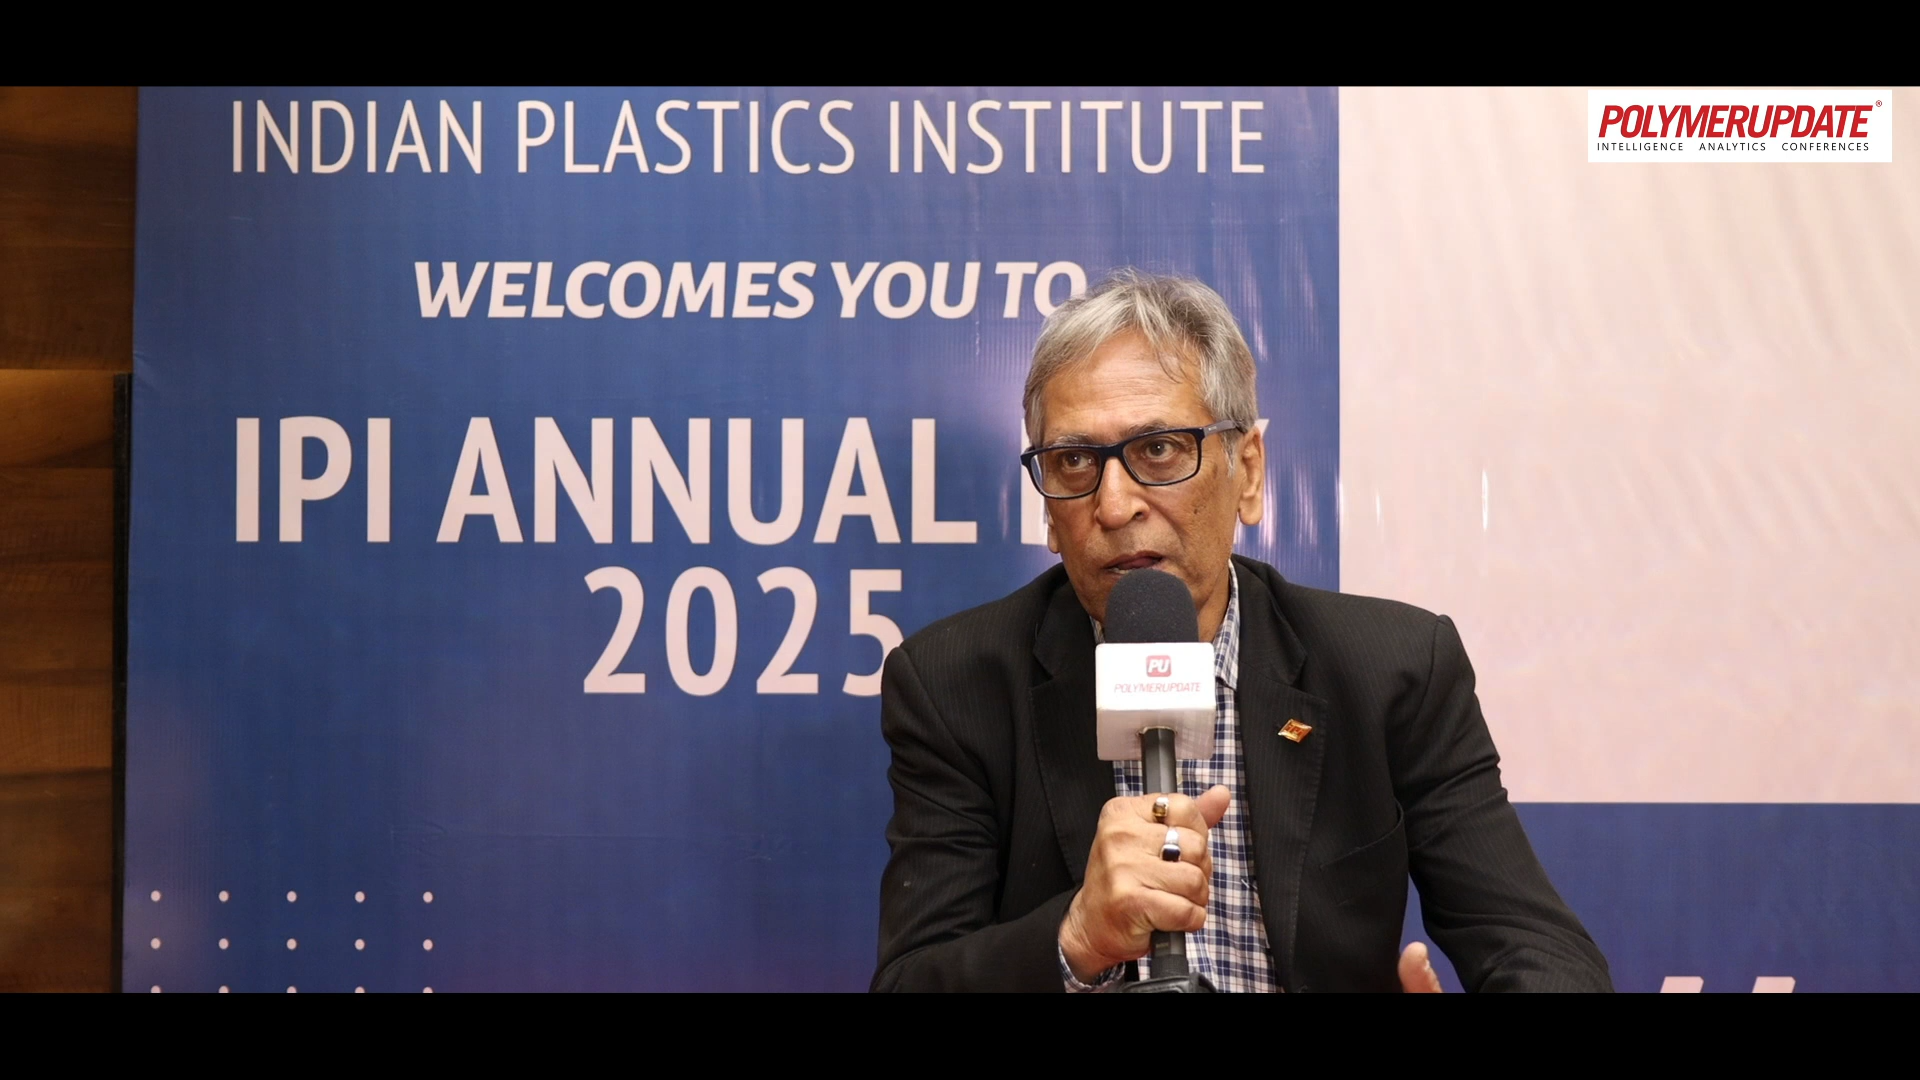 INDIAN PLASTICS INSTITUTE
WELCOMES YOU TO
IPI ANNUAL
2025
POLYMERUPDATE®
INTELLIGENCE ANALYTICS CONFERENCES
PU
POLYMERUPDATE